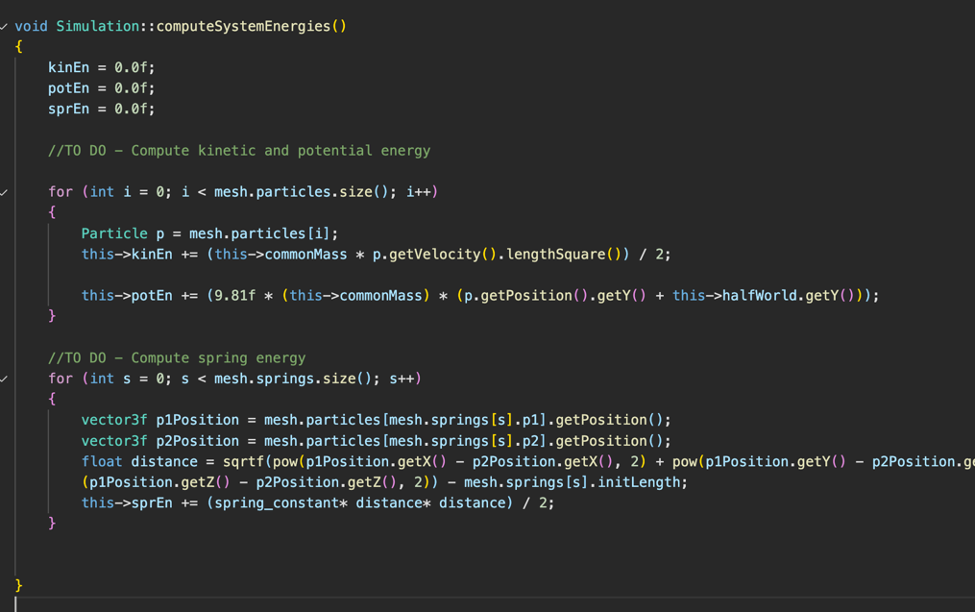 void Simulation::computeSystemEnergies()
{
    kinEn = 0.0f;
    potEn = 0.0f;
    sprEn = 0.0f;

    //TO DO – Compute kinetic and potential energy

    for (int i = 0; i < mesh.particles.size(); i++)
    {
        Particle p = mesh.particles[i];
        this->kinEn += (this->commonMass * p.getVelocity().lengthSquare()) / 2;

        this->potEn += (9.81f * (this->commonMass) * (p.getPosition().getY() + this->halfWorld.getY()));
    }

    //TO DO – Compute spring energy
    for (int s = 0; s < mesh.springs.size(); s++)
    {
        vector3f p1Position = mesh.particles[mesh.springs[s].p1].getPosition();
        vector3f p2Position = mesh.particles[mesh.springs[s].p2].getPosition();
        float distance = sqrtf(pow(p1Position.getX() - p2Position.getX(), 2) + pow(p1Position.getY() - p2Position.ge
        (p1Position.getZ() - p2Position.getZ(), 2)) - mesh.springs[s].initLength;
        this->sprEn += (spring_constant* distance* distance) / 2;
    }

}